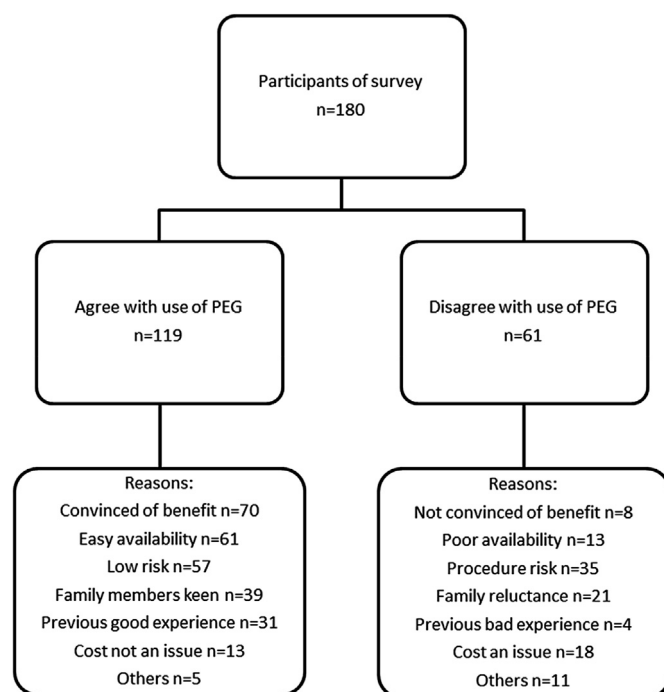 Participants of survey
n=180
Agree with use of PEG
n=119
Disagree with use of PEG
n=61
Reasons:
Convinced of benefit n=70
Easy availability n=61
Low risk n=57
Family members keen n=39
Previous good experience n=31
Cost not an issue n=13
Others n=5
Reasons:
Not convinced of benefit n=8
Poor availability n=13
Procedure risk n=35
Family reluctance n=21
Previous bad experience n=4
Cost an issue n=18
Others n=11